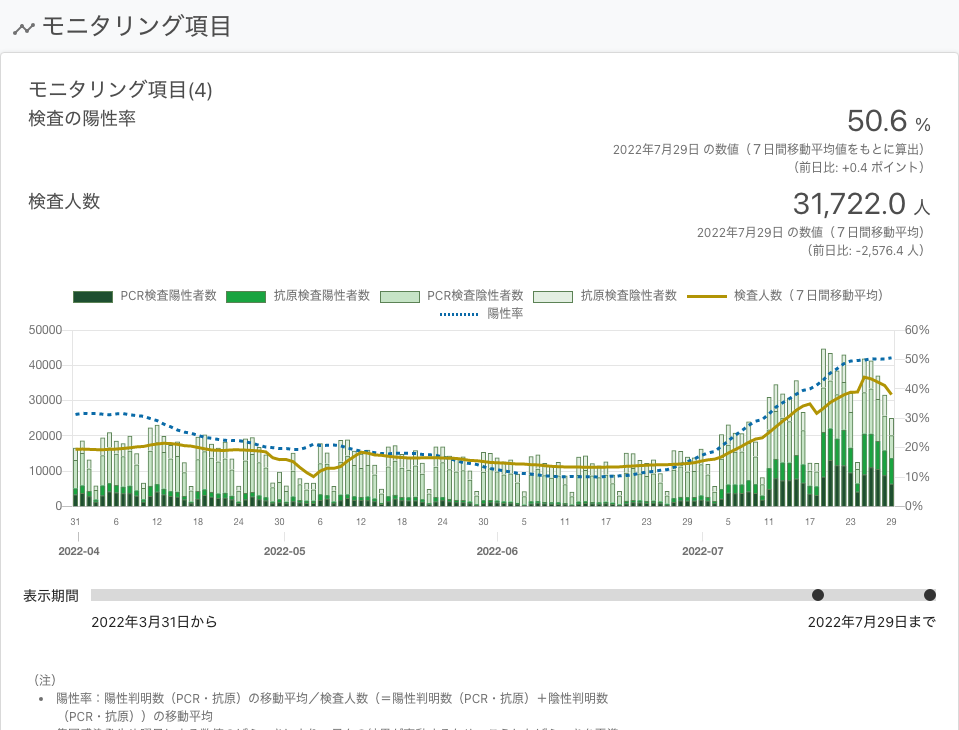 モニタリング項目
モニタリング項目(4)
検査の陽性率
50.6 %
2022年7月29日 の数値（７日間移動平均値をもとに算出）
（前日比: +0.4 ポイント）
検査人数
31,722.0 人
2022年7月29日 の数値（７日間移動平均）
（前日比: -2,576.4 人）
PCR検査陽性者数 抗原検査陽性者数 PCR検査陰性者数 抗原検査陰性者数 検査人数（７日間移動平均）
陽性率
50000 60%
50%
40000
40%
30000
30%
20000
20%
10000
10%
0 0%
31 6 12 18 24 30 6 12 18 24 30 5 11 17 23 29 5 11 17 23 29
2022-04 2022-05 2022-06 2022-07
表示期間
2022年3月31日から 2022年7月29日まで
（注）
• 陽性率：陽性判明数（PCR・抗原）の移動平均／検査人数（＝陽性判明数（PCR・抗原）＋陰性判明数
（PCR・抗原））の移動平均